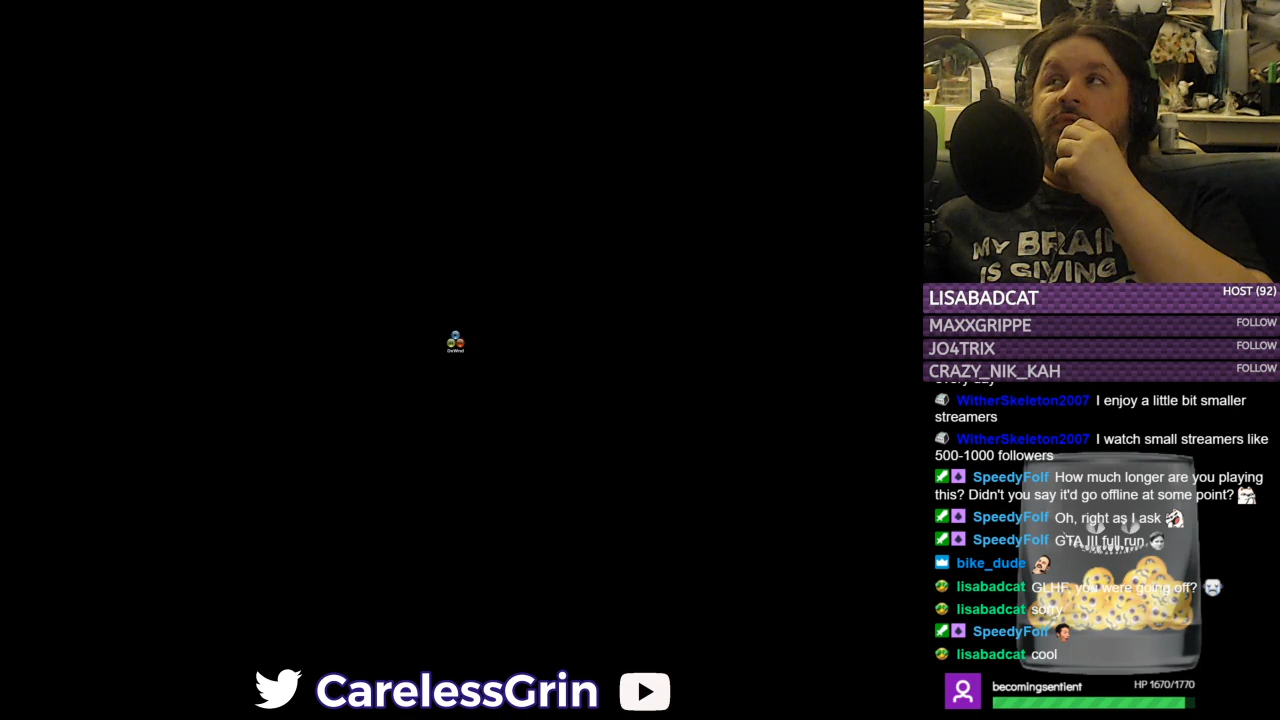 MY BRAIN
IS GIVING
LISABADCAT HOST (92)
MAXXGRIPPE FOLLOW
JO4TRIX FOLLOW
CRAZY_NIK_KAH FOLLOW
every day
WitherSkeleton2007 I enjoy a little bit smaller
streamers
WitherSkeleton2007 I watch small streamers like
500-1000 followers
SpeedyFolf How much longer are you playing
this? Didn't you say it'd go offline at some point?
SpeedyFolf Oh, right as I ask
SpeedyFolf GTA III full run
bike_dude
lisabadcat GLHF, you were going off?
lisabadcat sorry
SpeedyFolf
lisabadcat cool
becomingsentient HP 1670/1770
CarelessGrin